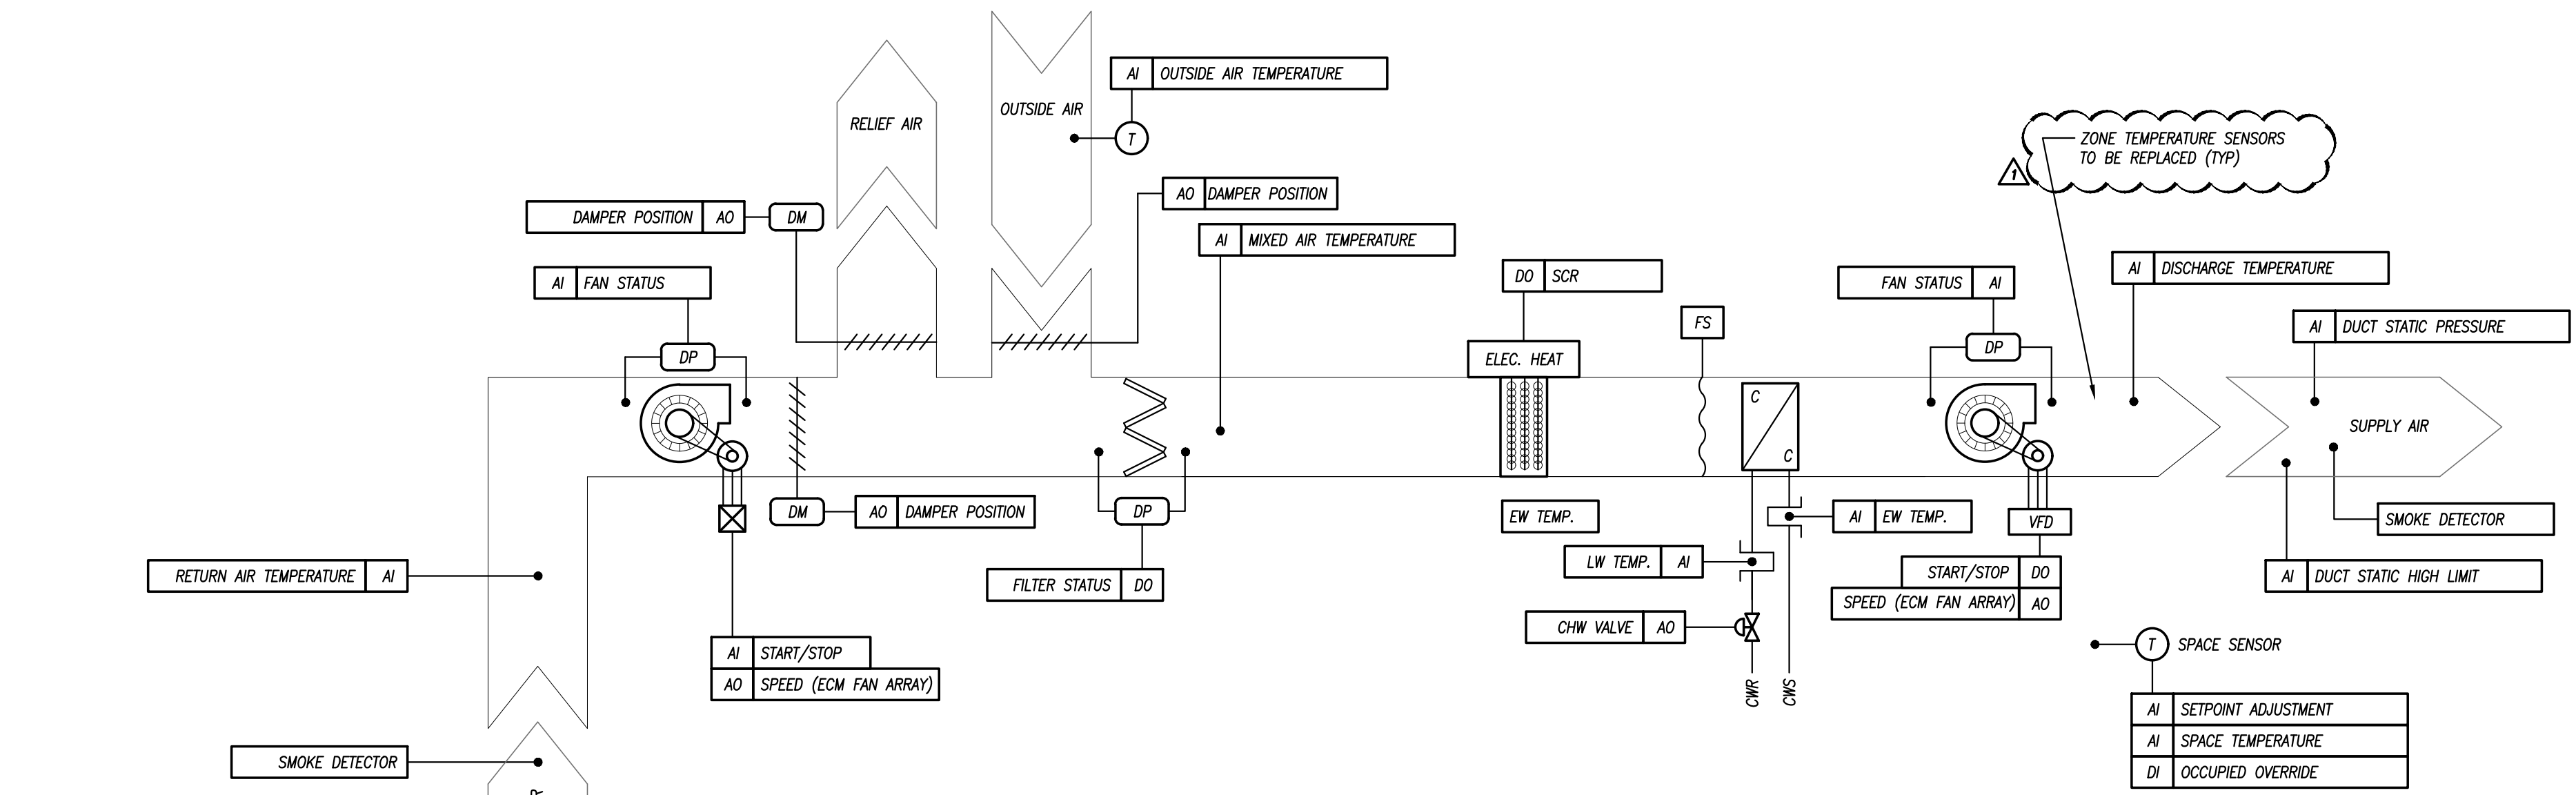 AI OUTSIDE AIR TEMPERATURE
OUTSIDE AIR
RELIEF AIR
T
ZONE TEMPERATURE SENSORS
TO BE REPLACED (TYP)
1
AO DAMPER POSITION
DAMPER POSITION AO
DM
AI MIXED AIR TEMPERATURE
AI FAN STATUS
DO SCR
FAN STATUS AI
AI DISCHARGE TEMPERATURE
FS
AI DUCT STATIC PRESSURE
DP
ELEC. HEAT
DP
C
C
SUPPLY AIR
DM
AO DAMPER POSITION
DP
EW TEMP.
AI EW TEMP.
VFD
SMOKE DETECTOR
RETURN AIR TEMPERATURE AI
FILTER STATUS DO
LW TEMP. AI
START/STOP DO
SPEED (ECM FAN ARRAY) AO
AI DUCT STATIC HIGH LIMIT
CHW VALVE AO
AI START/STOP
AO SPEED (ECM FAN ARRAY)
CWR
CWS
T
SPACE SENSOR
AI SETPOINT ADJUSTMENT
AI SPACE TEMPERATURE
DI OCCUPIED OVERRIDE
SMOKE DETECTOR